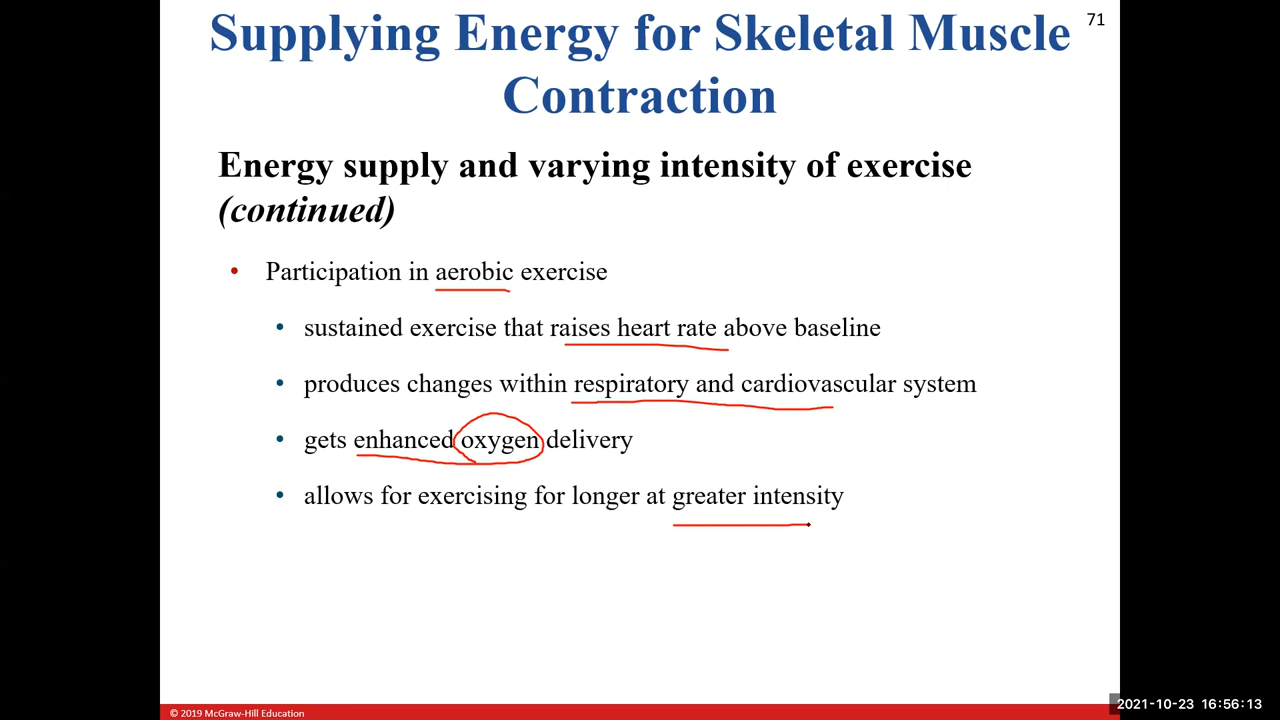 Supplying Energy for Skeletal Muscle
71
Contraction
Energy supply and varying intensity of exercise
(continued)
• Participation in aerobic exercise
• sustained exercise that raises heart rate above baseline
• produces changes within respiratory and cardiovascular system
• gets enhanced oxygen delivery
• allows for exercising for longer at greater intensity
© 2019 McGraw-Hill Education
2021-10-23 16:56:13